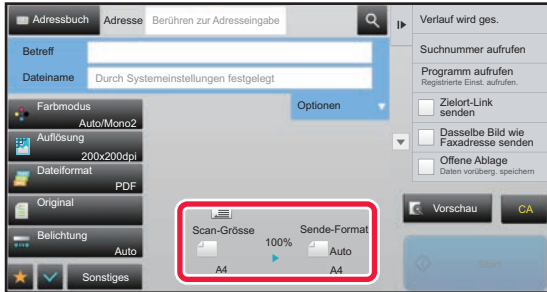 Adressbuch
Adresse
Berühren zur Adresseingabe
Verlauf wird ges.
Betreff
Suchnummer aufrufen
Dateiname
Durch Systemeinstellungen festgelegt
Programm aufrufen
Registrierte Einst. aufrufen.
Farbmodus
Auto/Mono2
Optionen
Zielort-Link
senden
Auflösung
200x200dpi
Dasselbe Bild wie
Faxadresse senden
Dateiformat
PDF
Offene Ablage
Daten vorüberg. speichern
Original
Vorschau
CA
Scan-Grösse
100%
Sende-Format
Belichtung
Auto
Auto
A4
A4
Sonstiges
Start